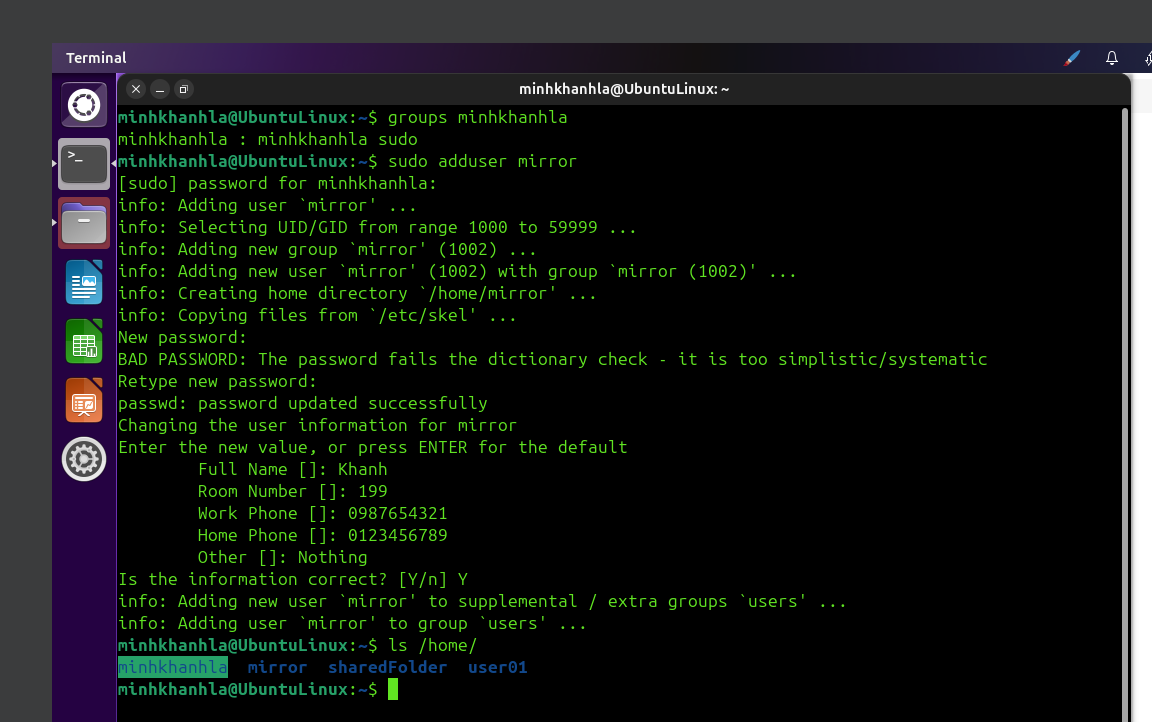 Terminal
minhkhanhla@UbuntuLinux: ~
minhkhanhla@UbuntuLinux:~$ groups minhkhanhla
minhkhanhla : minhkhanhla sudo
minhkhanhla@UbuntuLinux:~$ sudo adduser mirror
[sudo] password for minhkhanhla:
info: Adding user `mirror' ...
info: Selecting UID/GID from range 1000 to 59999 ...
info: Adding new group `mirror' (1002) ...
info: Adding new user `mirror' (1002) with group `mirror (1002)' ...
info: Creating home directory `/home/mirror' ...
info: Copying files from `/etc/skel' ...
New password:
BAD PASSWORD: The password fails the dictionary check - it is too simplistic/systematic
Retype new password:
passwd: password updated successfully
Changing the user information for mirror
Enter the new value, or press ENTER for the default
        Full Name []: Khanh
        Room Number []: 199
        Work Phone []: 0987654321
        Home Phone []: 0123456789
        Other []: Nothing
Is the information correct? [Y/n] Y
info: Adding new user `mirror' to supplemental / extra groups `users' ...
info: Adding user `mirror' to group `users' ...
minhkhanhla@UbuntuLinux:~$ ls /home/
minhkhanhla  mirror  sharedFolder  user01
minhkhanhla@UbuntuLinux:~$